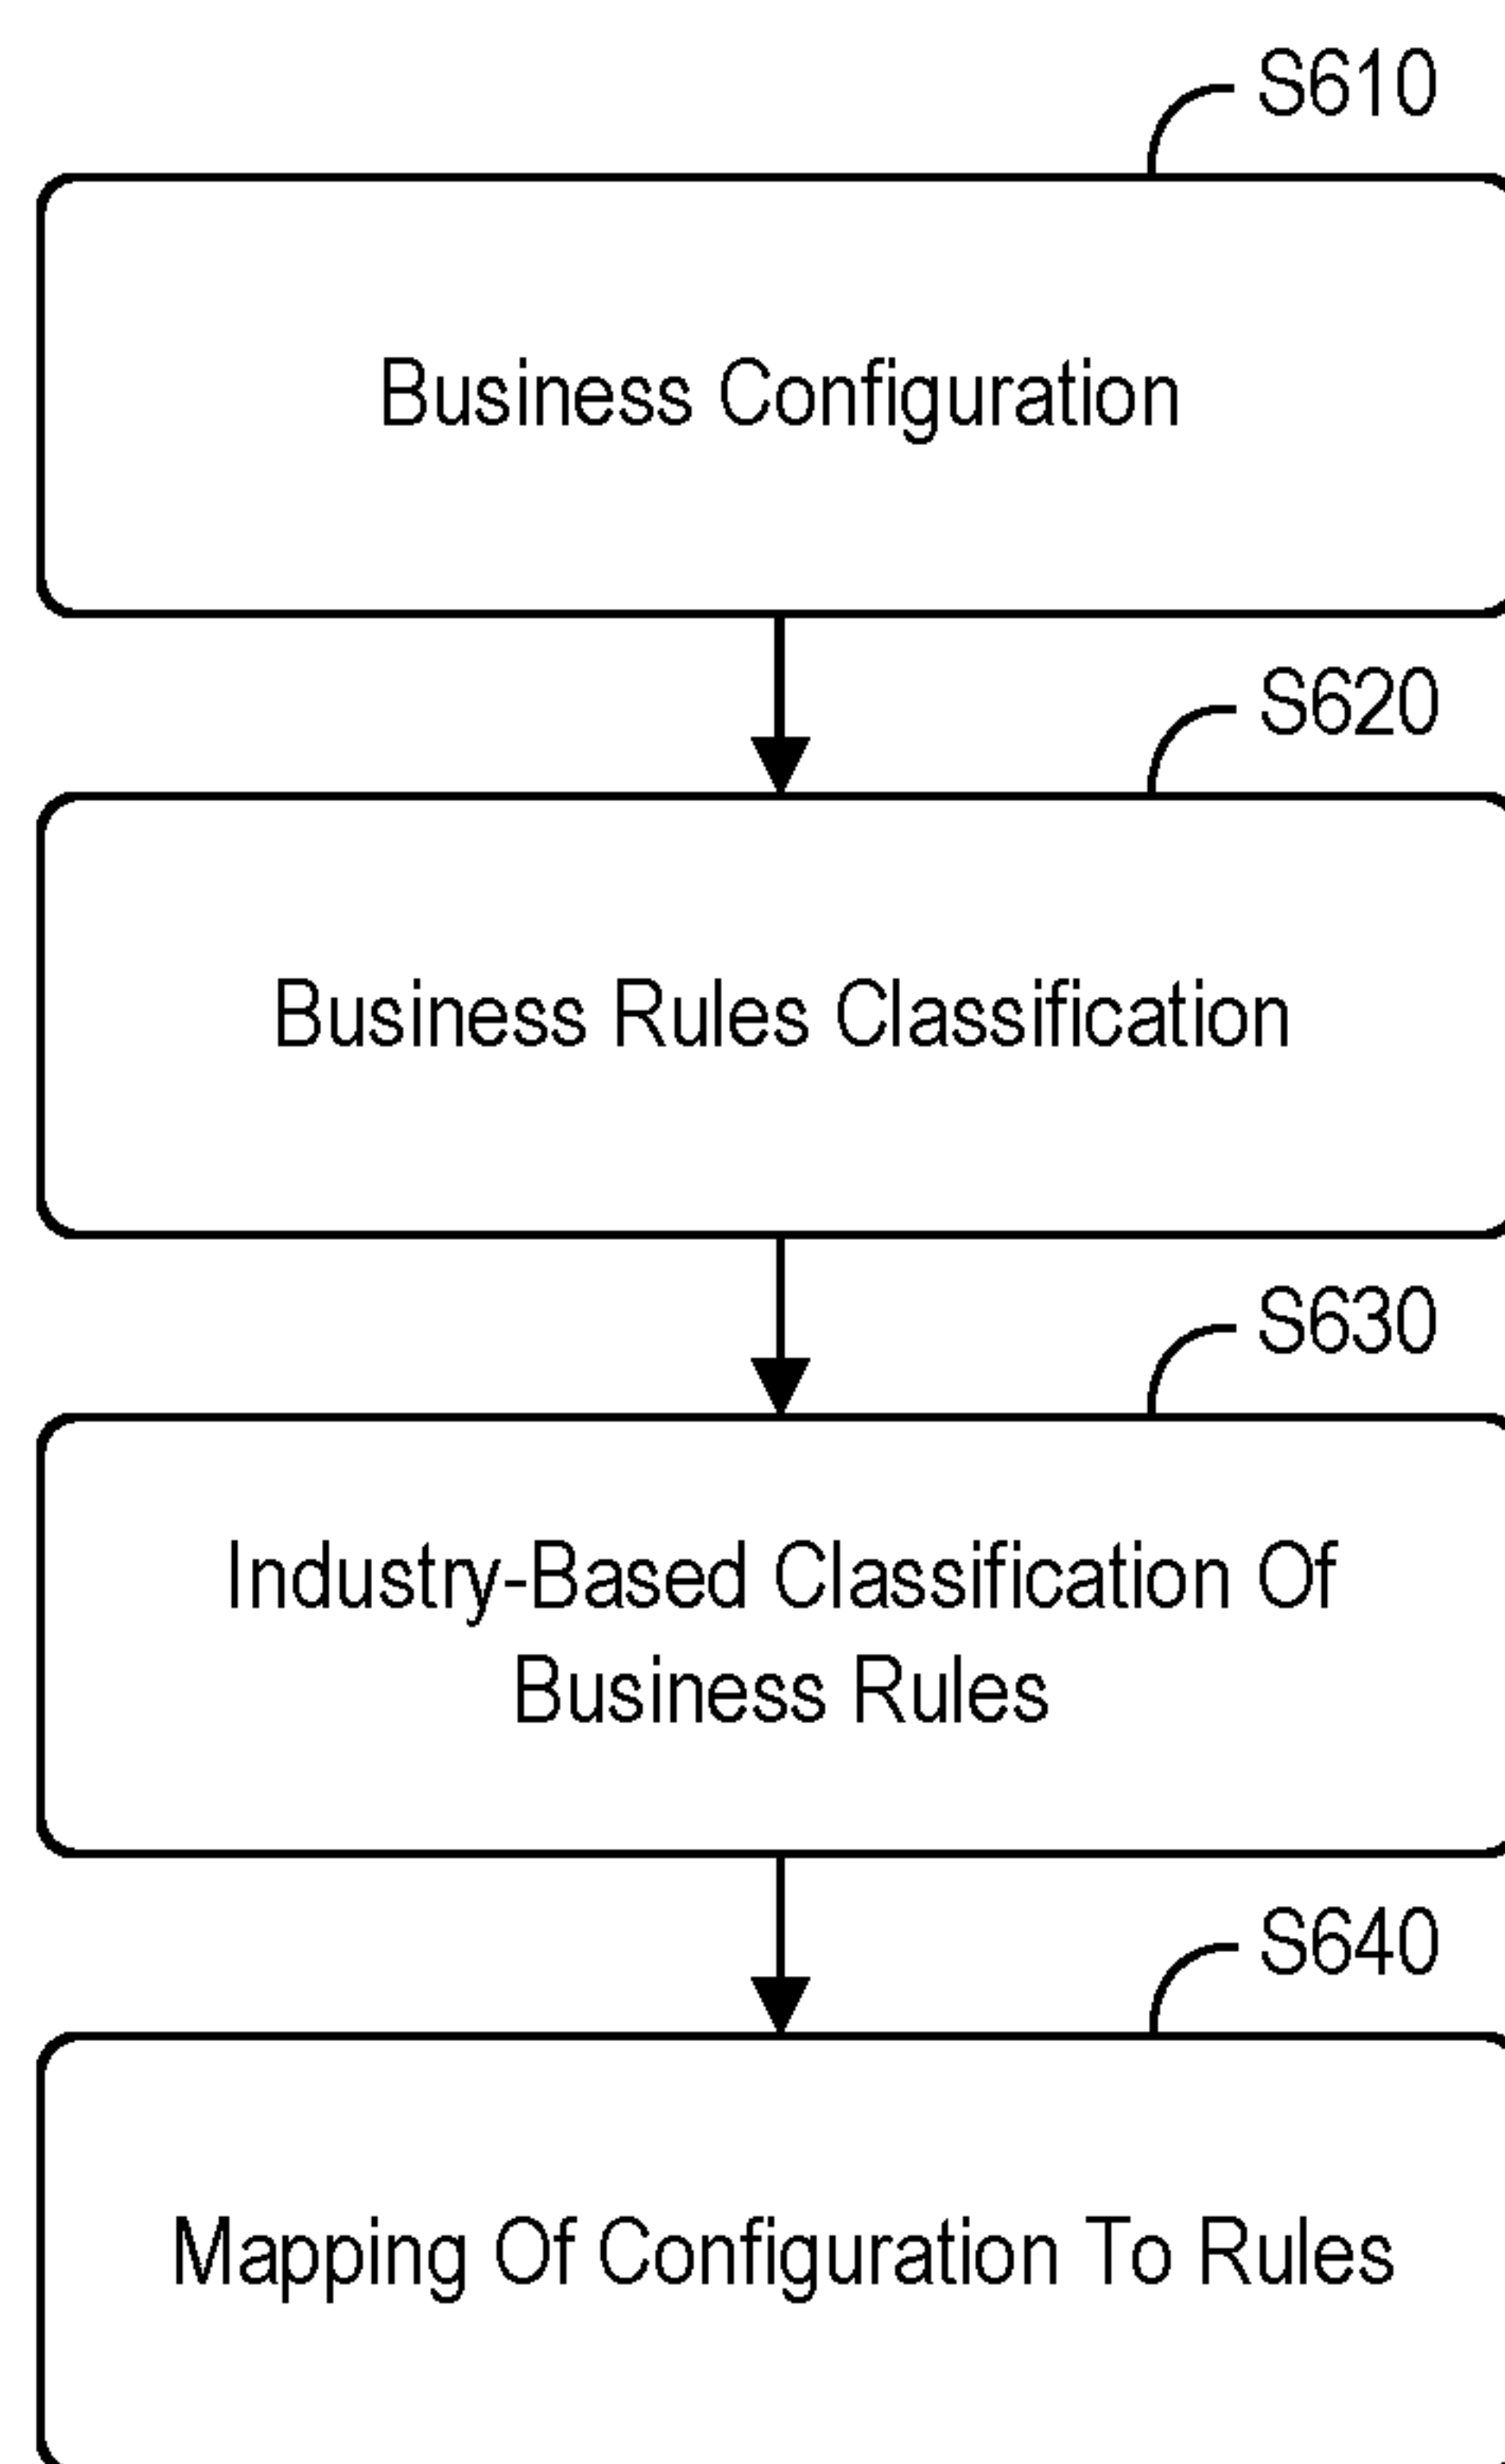 S610
Business Configuration
S620
Business Rules Classification
S630
Industry-Based Classification Of
Business Rules
S640
Mapping Of Configuration To Rules